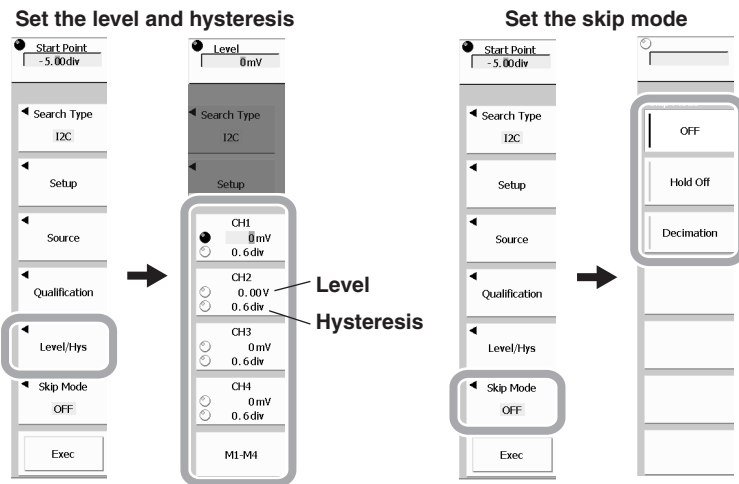 Set the level and hysteresis
Start Point
-5.00div
Search Type
I2C
Setup
Source
Qualification
Level/Hys
Skip Mode
OFF
Exec
Level
0mV
Search Type
I2C
Setup
CH1
0mV
0.6div
CH2
0.00V
0.6div
CH3
0mV
0.6div
CH4
0mV
0.6div
M1-M4
Level
Hysteresis
Set the skip mode
Start Point
-5.00div
Search Type
I2C
Setup
Source
Qualification
Level/Hys
Skip Mode
OFF
Exec
OFF
Hold Off
Decimation